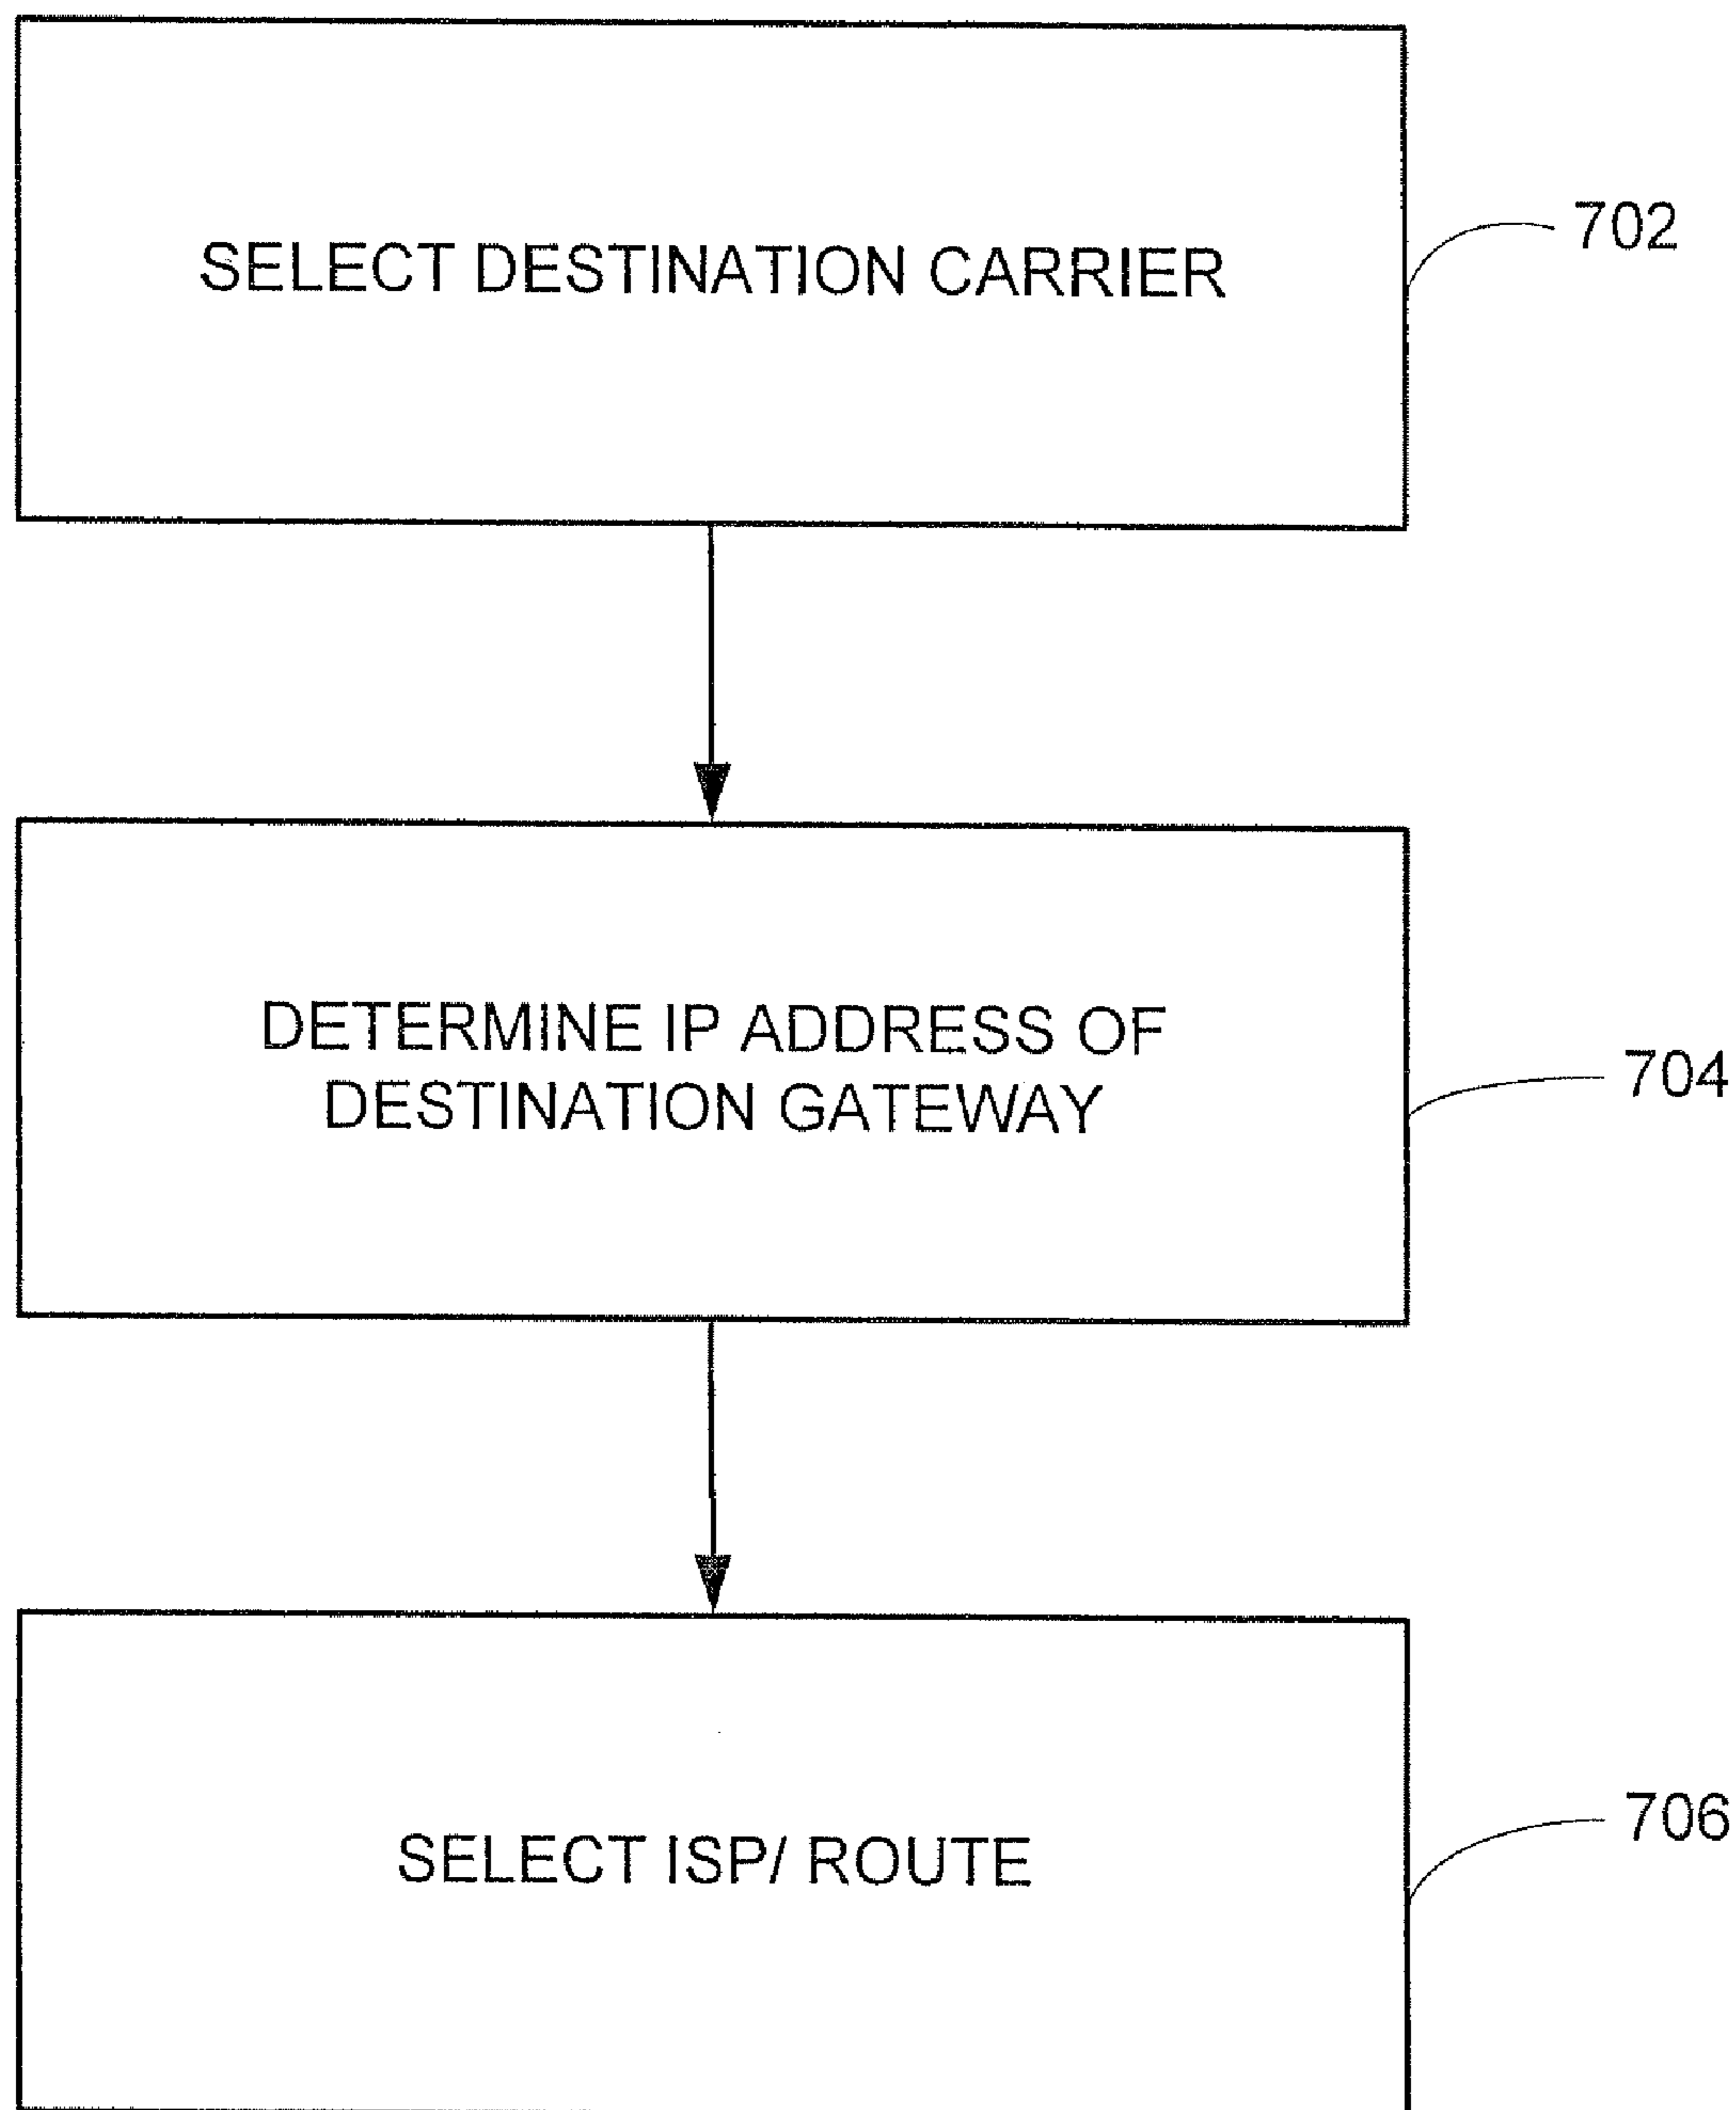 SELECT DESTINATION CARRIER
702
DETERMINE IP ADDRESS OF
DESTINATION GATEWAY
704
SELECT ISP/ ROUTE
706